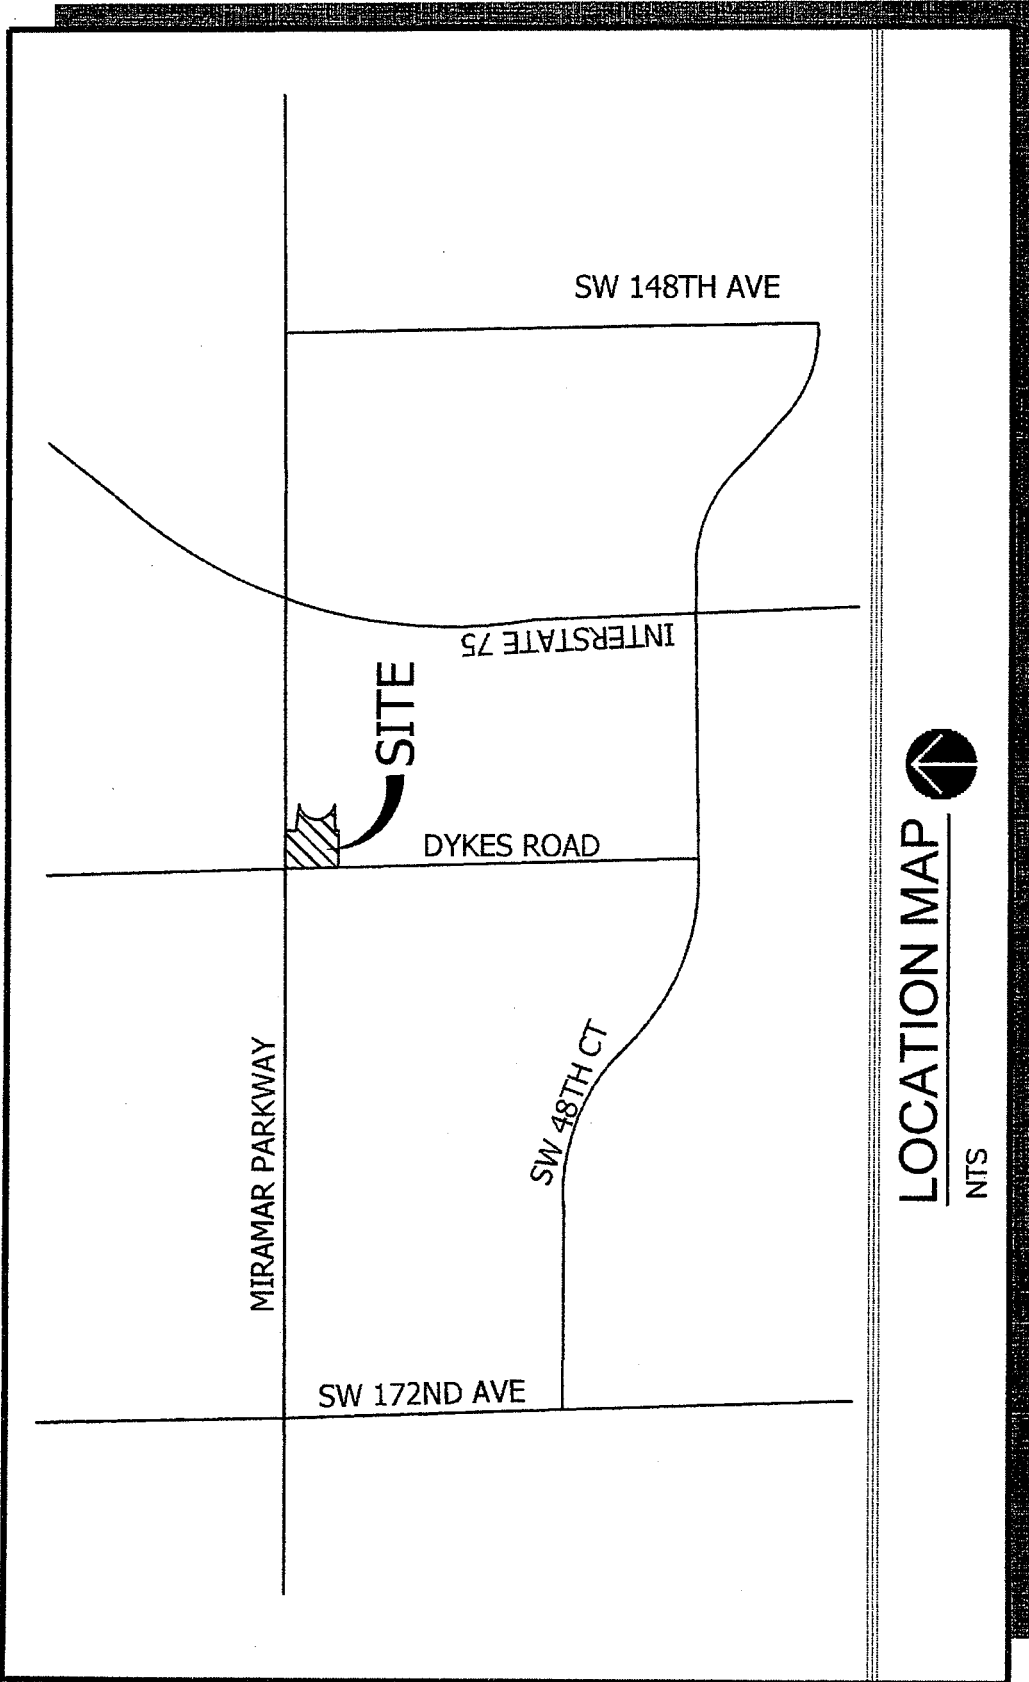 SW 148TH AVE
INTERSTATE 75
SITE
DYKES ROAD
MIRAMAR PARKWAY
SW 48TH CT
SW 172ND AVE
LOCATION MAP
NTS